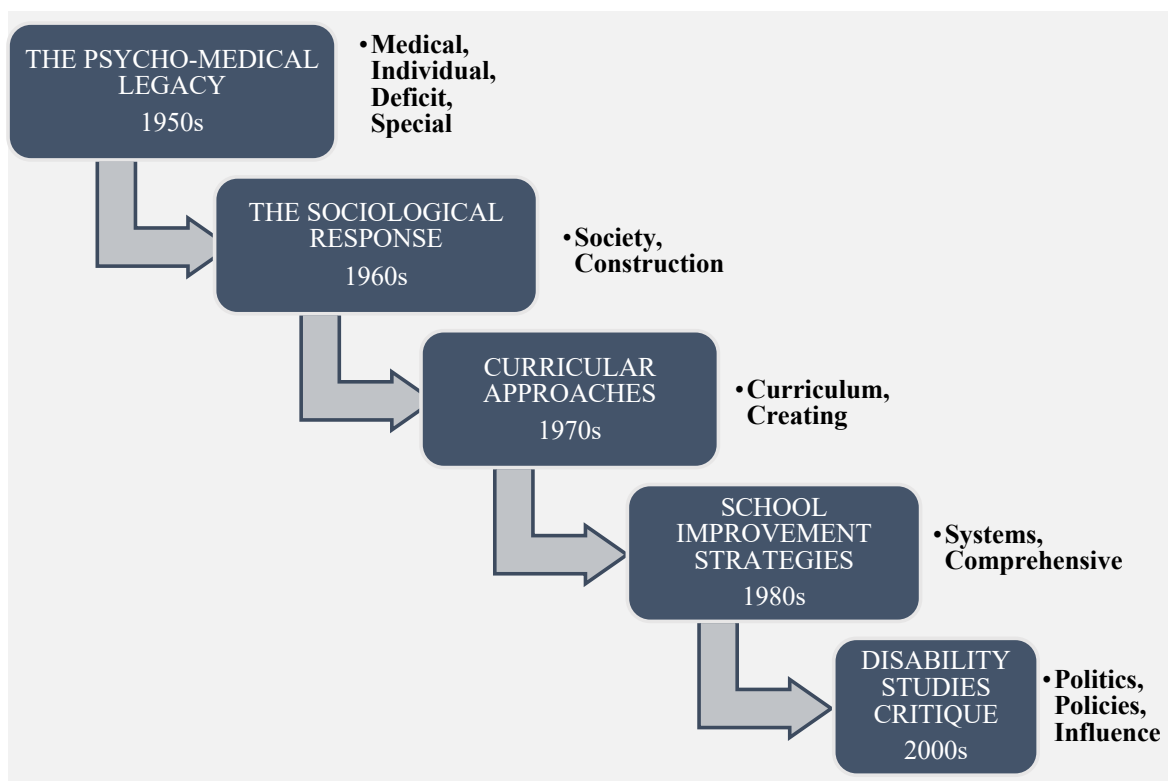 THE PSYCHO-MEDICAL
LEGACY
1950s
•Medical,
Individual,
Deficit,
Special
THE SOCIOLOGICAL
RESPONSE
1960s
•Society,
Construction
CURRICULAR
APPROACHES
1970s
•Curriculum,
Creating
SCHOOL
IMPROVEMENT
STRATEGIES
1980s
•Systems,
Comprehensive
DISABILITY
STUDIES
CRITIQUE
2000s
•Politics,
Policies,
Influence